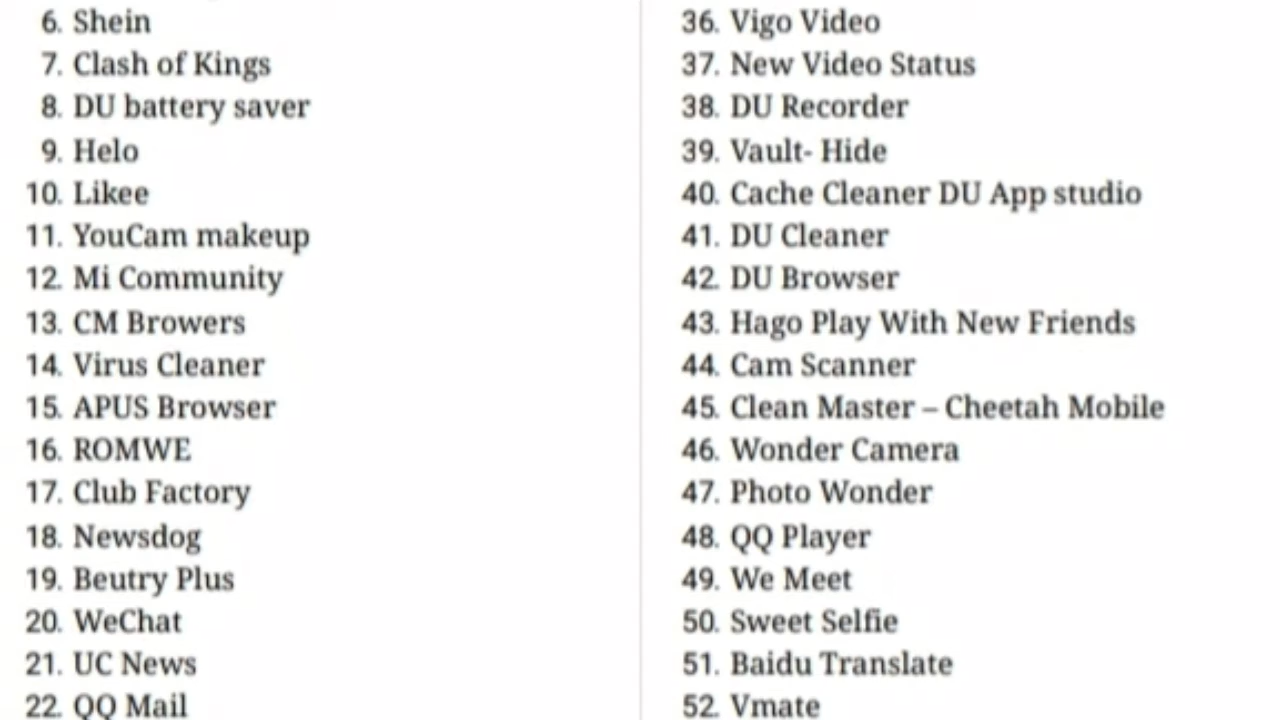 6. Shein
7. Clash of Kings
8. DU battery saver
9. Helo
10. Likee
11. YouCam makeup
12. Mi Community
13. CM Browers
14. Virus Cleaner
15. APUS Browser
16. ROMWE
17. Club Factory
18. Newsdog
19. Beutry Plus
20. WeChat
21. UC News
22. QQ Mail
36. Vigo Video
37. New Video Status
38. DU Recorder
39. Vault- Hide
40. Cache Cleaner DU App studio
41. DU Cleaner
42. DU Browser
43. Hago Play With New Friends
44. Cam Scanner
45. Clean Master – Cheetah Mobile
46. Wonder Camera
47. Photo Wonder
48. QQ Player
49. We Meet
50. Sweet Selfie
51. Baidu Translate
52. Vmate